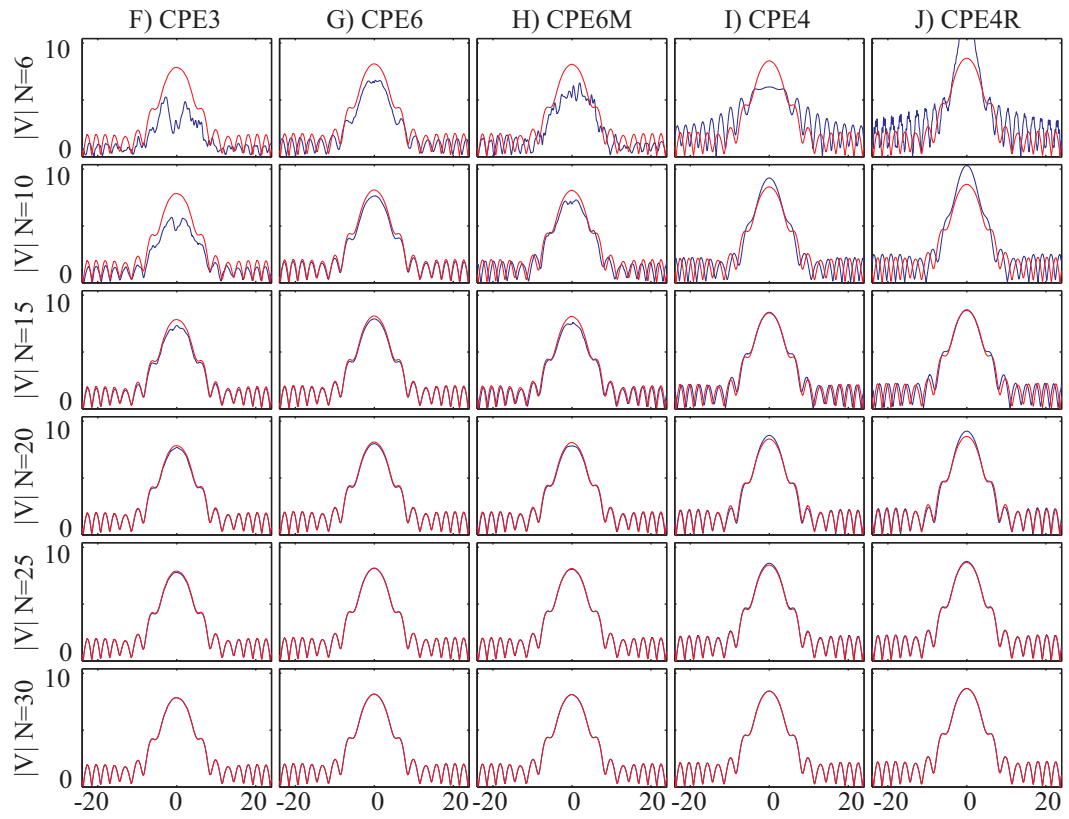 F) CPE3 G) CPE6 H) CPE6M I) CPE4 J) CPE4R
|V| N=6
10
0
|V| N=10
10
0
|V| N=15
10
0
|V| N=20
10
0
|V| N=25
10
0
|V| N=30
10
0
-20 0 20 -20 0 20 -20 0 20 -20 0 20 -20 0 20